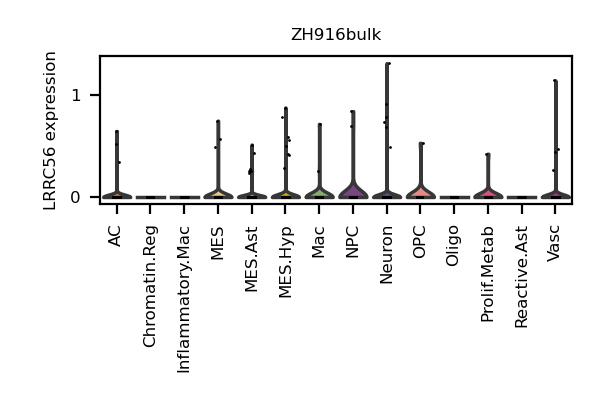 ZH916bulk
LRRC56 expression
1
0
AC
Chromatin.Reg
Inflammatory.Mac
MES
MES.Ast
MES.Hyp
Mac
NPC
Neuron
OPC
Oligo
Prolif.Metab
Reactive.Ast
Vasc